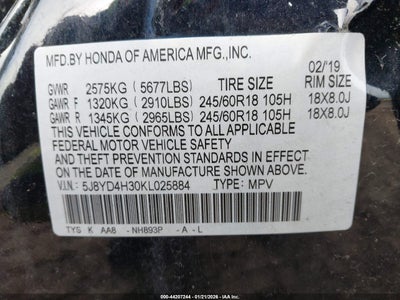 MFD.BY HONDA OF AMERICA MFG.,INC.
02/'19
GVWR 2575KG (5677LBS) TIRE SIZE RIM SIZE
GAWR F 1320KG (2910LBS) 245/60R18 105H 18X8.0J
GAWR R 1345KG (2965LBS) 245/60R18 105H 18X8.0J
THIS VEHICLE CONFORMS TO ALL APPLICABLE
FEDERAL MOTOR VEHICLE SAFETY
AND THEFT PREVENTION STANDARDS IN EFFECT
ON THE DATE OF MANUFACTURE SHOWN ABOVE.
V.I.N.: 5J8YD4H30KL025884 TYPE: MPV
TYS K AA8 -NH893P -A-L
000-44207244 - 01/21/2026 - IAAI.COM